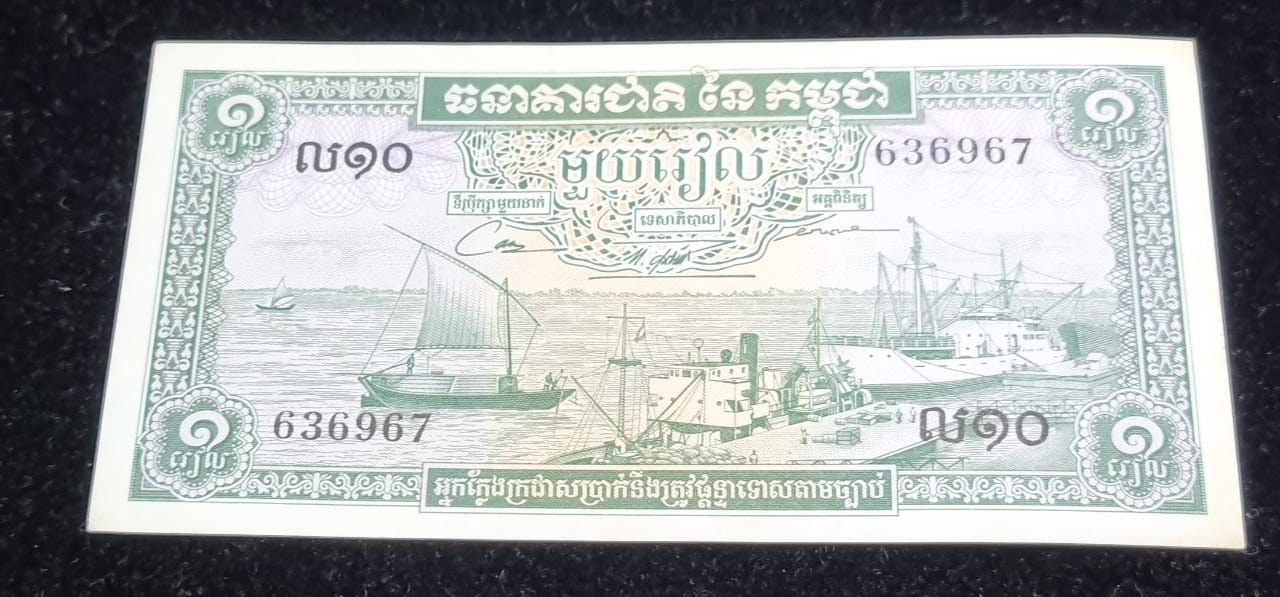 ធនាគារជាតិ នៃ កម្ពុជា
១
រៀល
១
រៀល
ល១០
មួយរៀល
636967
ទីប្រឹក្សាមួយនាក់
ទេសាភិបាល
អគ្គពិនិត្យ
636967
ល១០
១
រៀល
១
រៀល
អ្នកក្លែងក្រដាសប្រាក់នឹងត្រូវផ្តន្ទាទោសតាមច្បាប់